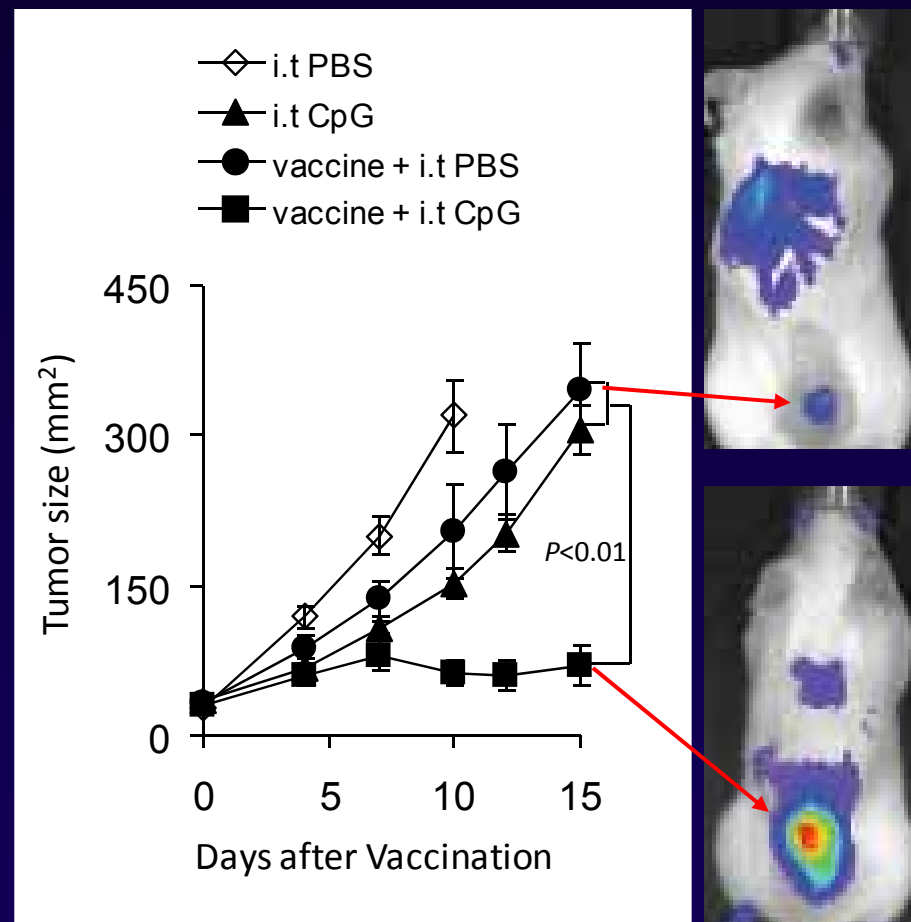 i.t PBS
i.t CpG
vaccine + i.t PBS
vaccine + i.t CpG
450
300
150
0
Tumor size (mm²)
P<0.01
0 5 10 15
Days after Vaccination